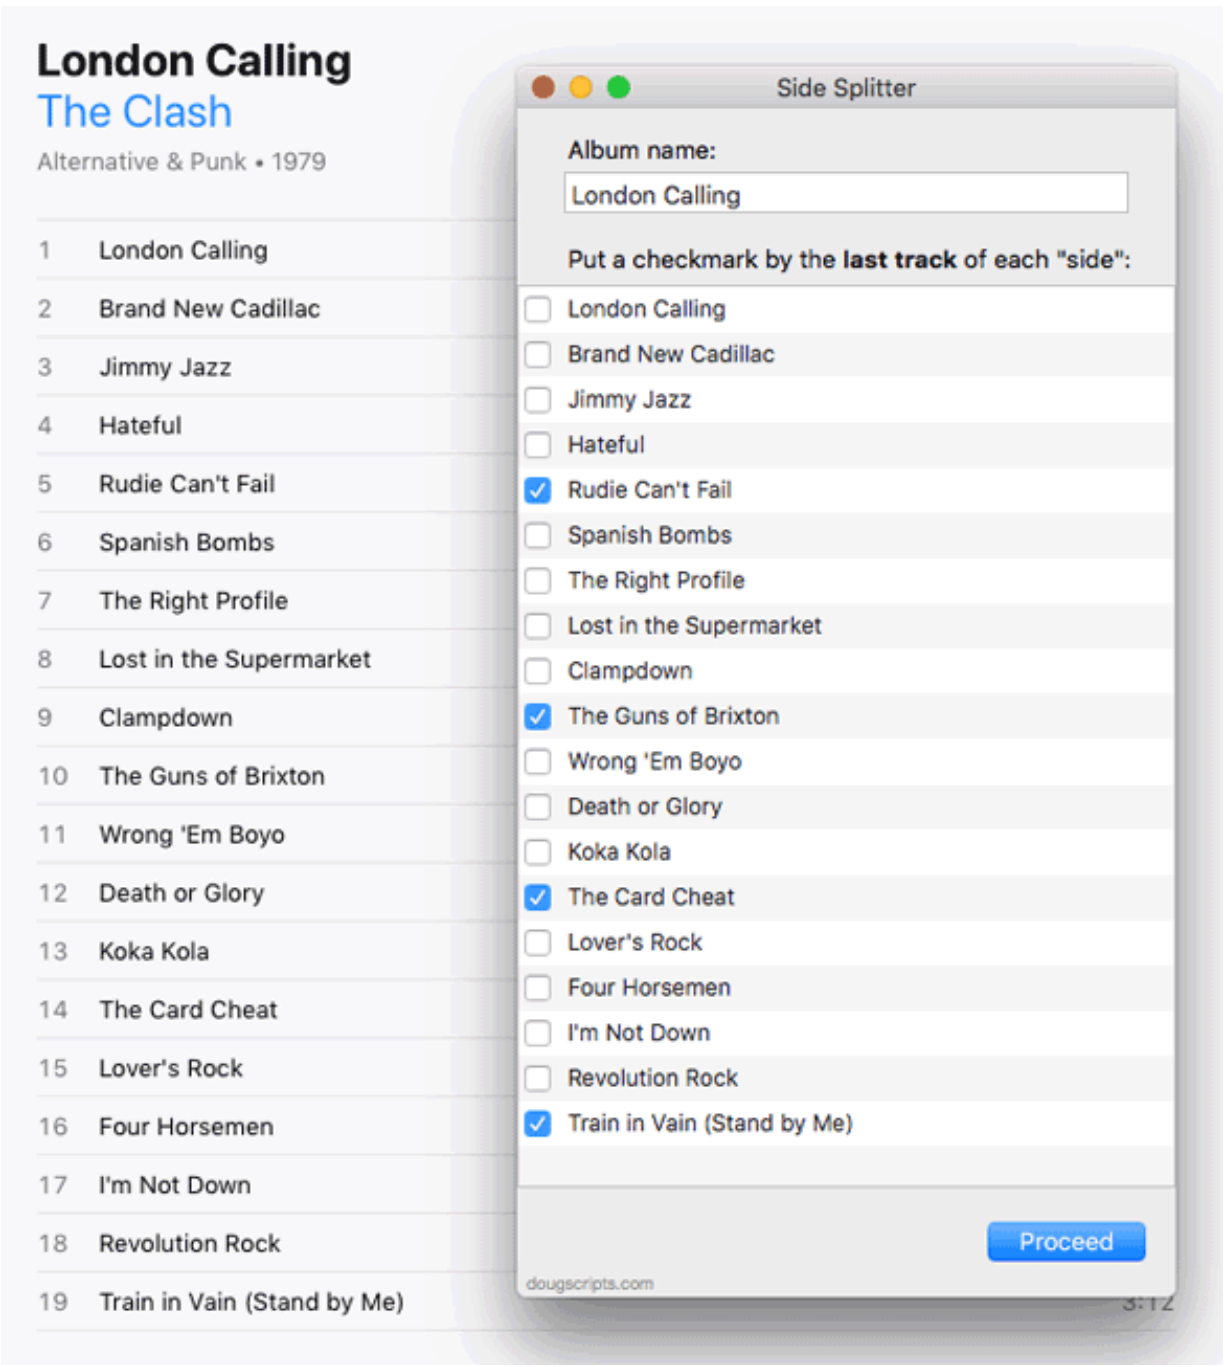 London Calling
The Clash
Alternative & Punk • 1979
1 London Calling
2 Brand New Cadillac
3 Jimmy Jazz
4 Hateful
5 Rudie Can't Fail
6 Spanish Bombs
7 The Right Profile
8 Lost in the Supermarket
9 Clampdown
10 The Guns of Brixton
11 Wrong 'Em Boyo
12 Death or Glory
13 Koka Kola
14 The Card Cheat
15 Lover's Rock
16 Four Horsemen
17 I'm Not Down
18 Revolution Rock
19 Train in Vain (Stand by Me) 3:12
Side Splitter
Album name:
London Calling
Put a checkmark by the last track of each "side":
London Calling
Brand New Cadillac
Jimmy Jazz
Hateful
Rudie Can't Fail
Spanish Bombs
The Right Profile
Lost in the Supermarket
Clampdown
The Guns of Brixton
Wrong 'Em Boyo
Death or Glory
Koka Kola
The Card Cheat
Lover's Rock
Four Horsemen
I'm Not Down
Revolution Rock
Train in Vain (Stand by Me)
Proceed
dougscripts.com